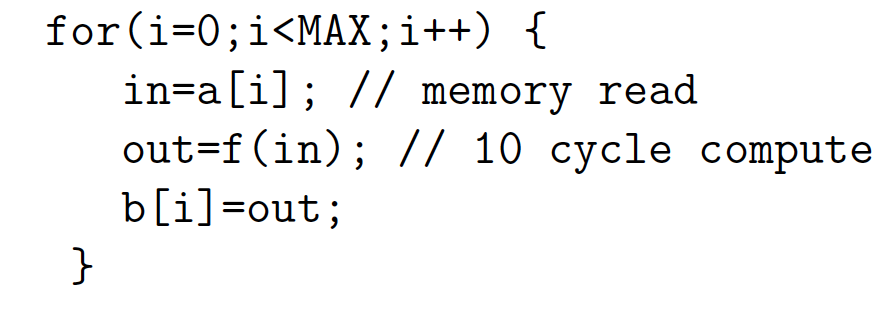 for(i=0;i<MAX;i++) {
in=a[i]; // memory read
out=f(in); // 10 cycle compute
b[i]=out;
}